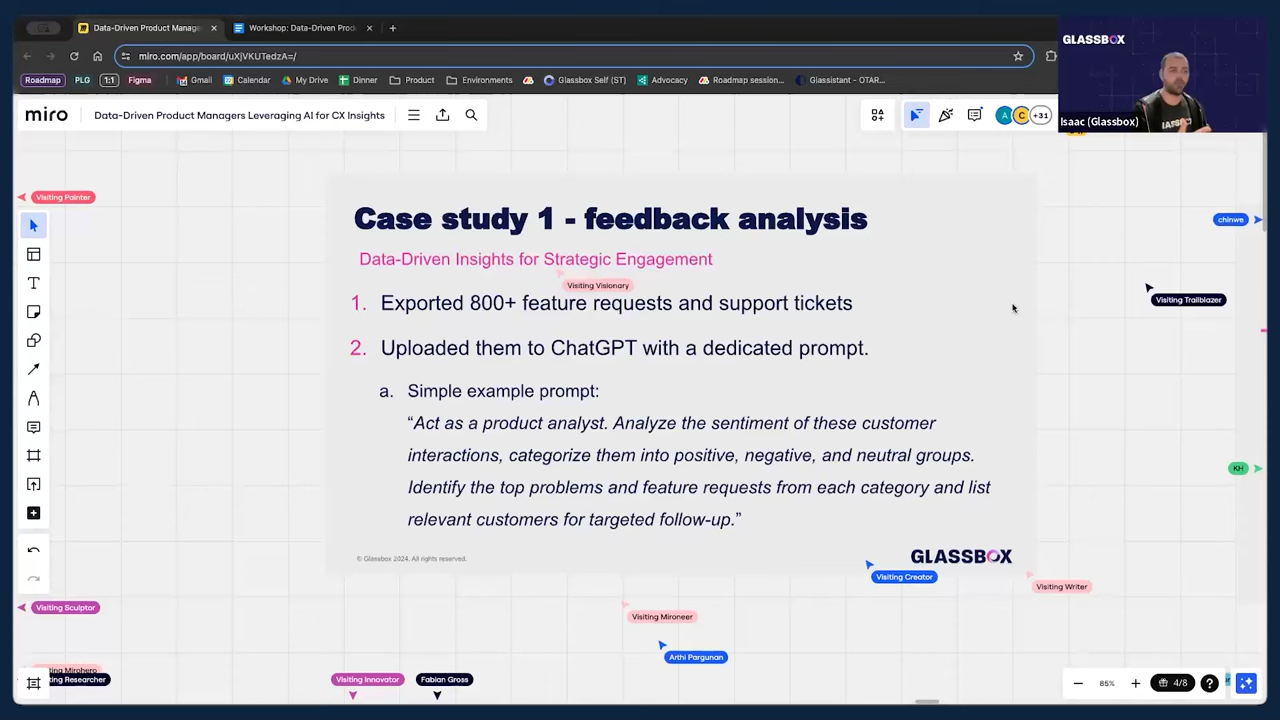 Data-Driven Product Manage
Workshop: Data-Driven Prod
miro.com/app/board/uXjVKUTedzA=/
Roadmap
PLG
1:1
Figma
Gmail
Calendar
My Drive
Dinner
Product
Environments
Glassbox Self (ST)
Advocacy
Roadmap session...
Glassistant - OTAR...
GLASSBOX
Isaac (Glassbox)
miro
Data-Driven Product Managers Leveraging AI for CX Insights
A
C
+31
Visiting Painter
chinwe
Case study 1 - feedback analysis
Data-Driven Insights for Strategic Engagement
Visiting Visionary
Visiting Trailblazer
1. Exported 800+ feature requests and support tickets
2. Uploaded them to ChatGPT with a dedicated prompt.
a. Simple example prompt:
“Act as a product analyst. Analyze the sentiment of these customer
interactions, categorize them into positive, negative, and neutral groups.
KH
Identify the top problems and feature requests from each category and list
relevant customers for targeted follow-up.”
© Glassbox 2024. All rights reserved.
GLASSBOX
Visiting Creator
Visiting Writer
Visiting Sculptor
Visiting Mironeer
Arthi Pargunan
ting Mirohero
ting Researcher
Visiting Innovator
Fabian Gross
85%
4/8